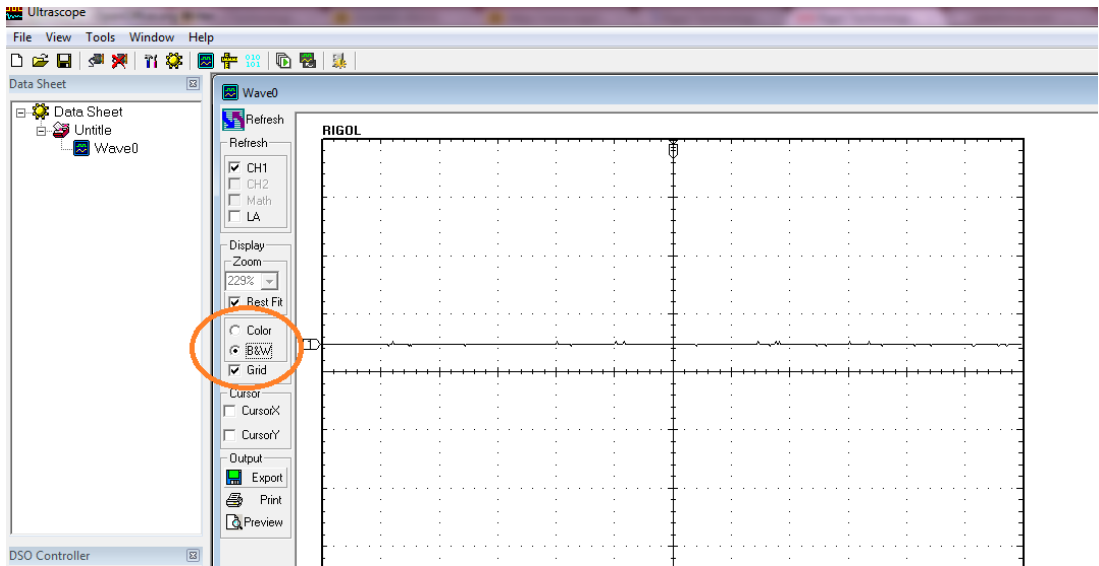 Ultrascope
File View Tools Window Help
Data Sheet
Data Sheet
Untitle
Wave0
Wave0
Refresh
Refresh
CH1
CH2
Math
LA
Display
Zoom
229%
Best Fit
Color
B&W
Grid
Cursor
CursorX
CursorY
Output
Export
Print
Preview
RIGOL
1
DSO Controller